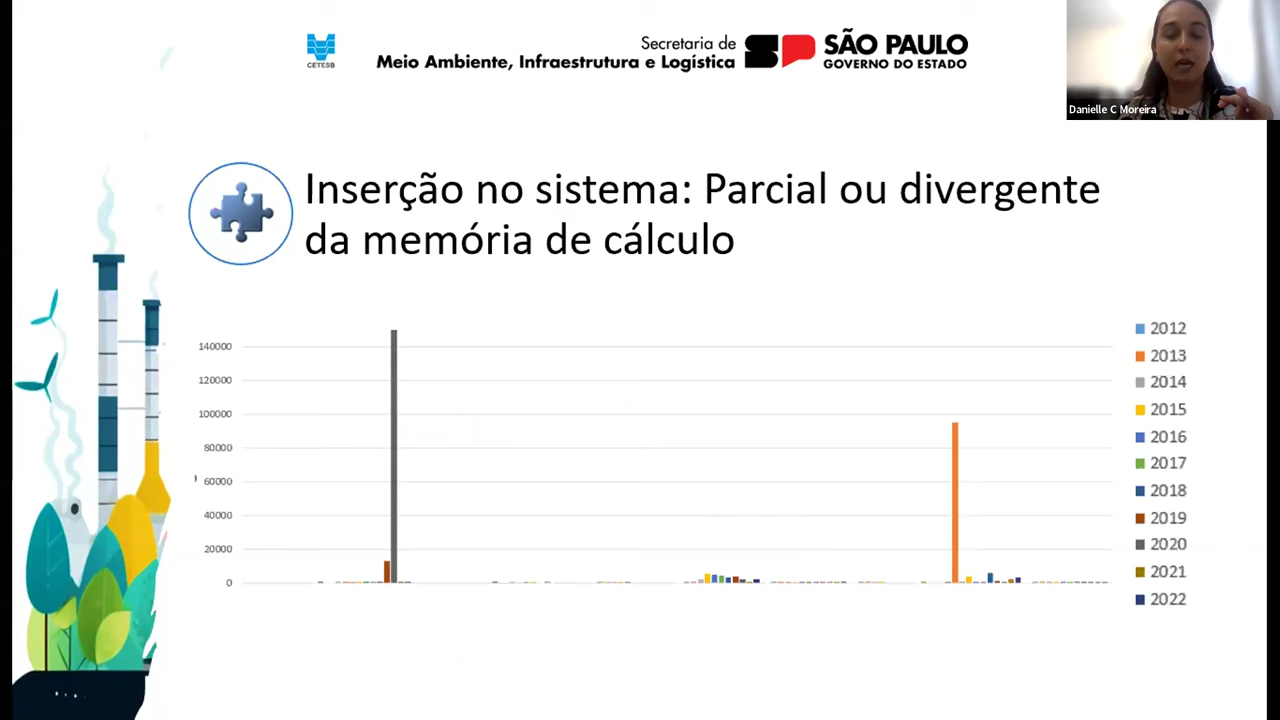 CETESB
Secretaria de
Meio Ambiente, Infraestrutura e Logística
SÃO PAULO
GOVERNO DO ESTADO
Danielle C Moreira
Inserção no sistema: Parcial ou divergente
da memória de cálculo
140000
120000
100000
80000
60000
40000
20000
0
2012
2013
2014
2015
2016
2017
2018
2019
2020
2021
2022